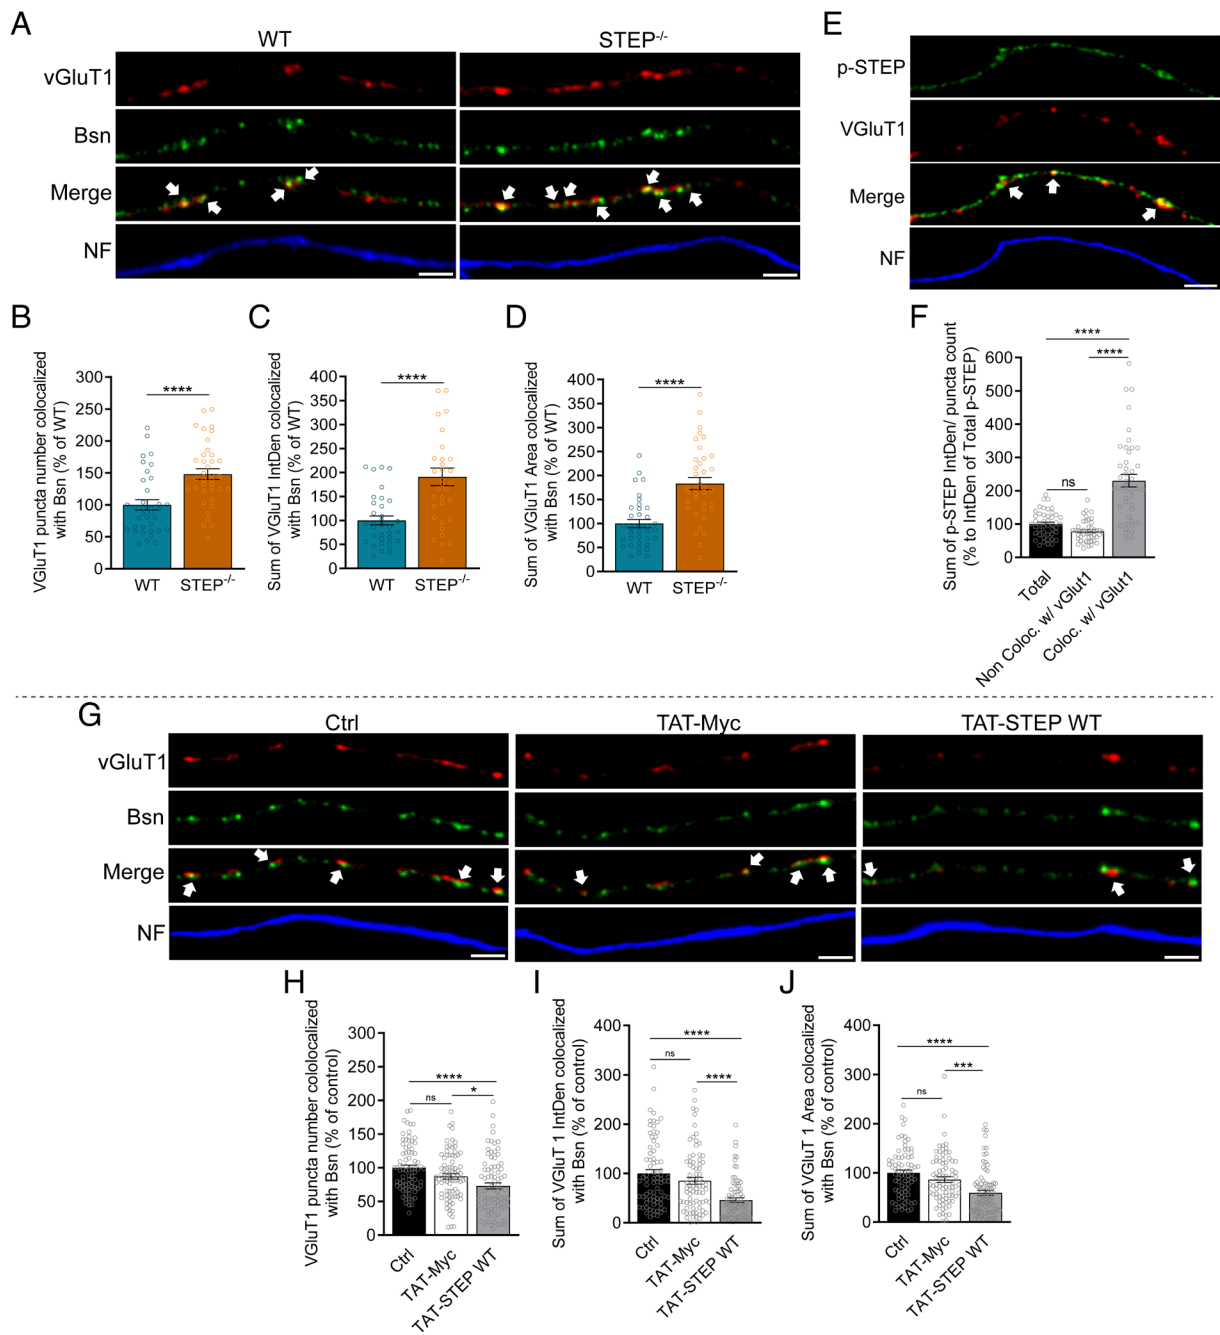 A
WT
STEP-/-
vGluT1
Bsn
Merge
NF
E
p-STEP
VGluT1
Merge
NF
B
VGluT1 puncta number colocalized
with Bsn (% of WT)
300
250
200
150
100
50
0
****
WT
STEP-/-
C
Sum of VGluT1 IntDen colocalized
with Bsn (% of WT)
400
350
300
250
200
150
100
50
0
****
WT
STEP-/-
D
Sum of VGluT1 Area colocalized
with Bsn (% of WT)
400
350
300
250
200
150
100
50
0
****
WT
STEP-/-
F
Sum of p-STEP IntDen/ puncta count
(% to IntDen of Total p-STEP)
600
500
400
300
200
100
0
****
****
ns
Total
Non Coloc. w/ vGlut1
Coloc. w/ vGlut1
G
Ctrl
TAT-Myc
TAT-STEP WT
vGluT1
Bsn
Merge
NF
H
VGluT1 puncta number cololocalized
with Bsn (% of control)
300
250
200
150
100
50
0
****
ns
*
Ctrl
TAT-Myc
TAT-STEP WT
I
Sum of VGluT 1 IntDen colocalized
with Bsn (% of control)
400
300
200
100
0
****
ns
****
Ctrl
TAT-Myc
TAT-STEP WT
J
Sum of VGluT 1 Area colocalized
with Bsn (% of control)
400
300
200
100
0
****
***
ns
Ctrl
TAT-Myc
TAT-STEP WT